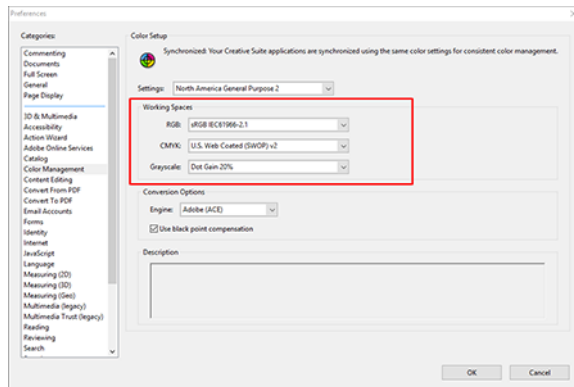 Preferences
Categories:
Commenting
Documents
Full Screen
General
Page Display
3D & Multimedia
Accessibility
Action Wizard
Adobe Online Services
Catalog
Color Management
Content Editing
Convert From PDF
Convert To PDF
Email Accounts
Forms
Identity
Internet
JavaScript
Language
Measuring (2D)
Measuring (3D)
Measuring (Geo)
Multimedia (legacy)
Multimedia Trust (legacy)
Reading
Reviewing
Search
Color Setup
Synchronized: Your Creative Suite applications are synchronized using the same color settings for consistent color management.
Settings: North America General Purpose 2
Working Spaces
RGB: sRGB IEC61966-2.1
CMYK: U.S. Web Coated (SWOP) v2
Grayscale: Dot Gain 20%
Conversion Options
Engine: Adobe (ACE)
Use black point compensation
Description
OK Cancel